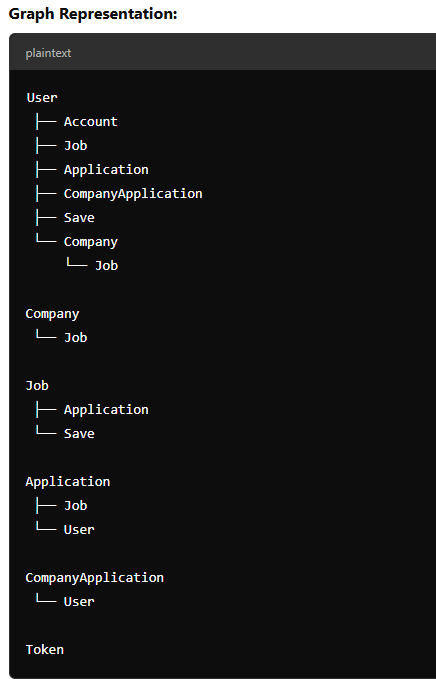 Graph Representation:
plaintext
User
 ├── Account
 ├── Job
 ├── Application
 ├── CompanyApplication
 ├── Save
 └── Company
     └── Job
Company
 └── Job
Job
 ├── Application
 └── Save
Application
 ├── Job
 └── User
CompanyApplication
 └── User
Token